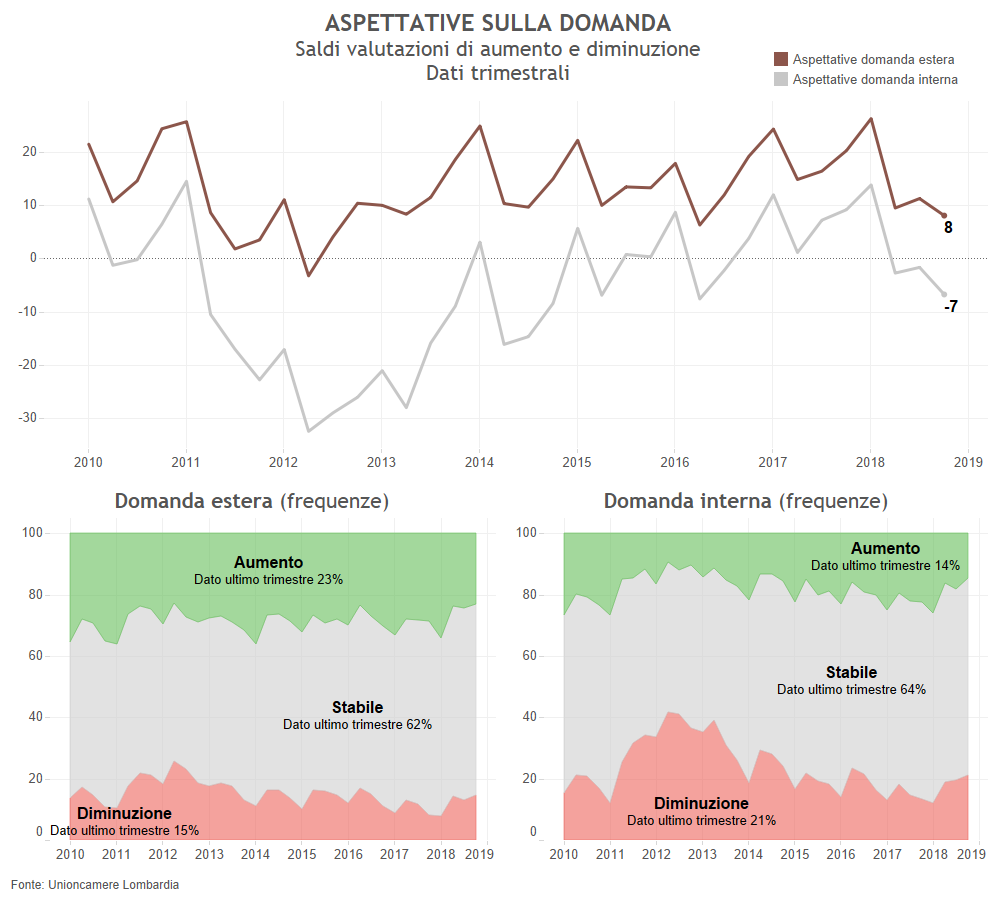 ASPETTATIVE SULLA DOMANDA
Saldi valutazioni di aumento e diminuzione
Dati trimestrali
Aspettative domanda estera
Aspettative domanda interna
20
10
0
-10
-20
-30
8
-7
2010 2011 2012 2013 2014 2015 2016 2017 2018 2019
Domanda estera (frequenze)
100
80
60
40
20
0
Aumento
Dato ultimo trimestre 23%
Stabile
Dato ultimo trimestre 62%
Diminuzione
Dato ultimo trimestre 15%
2010 2011 2012 2013 2014 2015 2016 2017 2018 2019
Domanda interna (frequenze)
100
80
60
40
20
0
Aumento
Dato ultimo trimestre 14%
Stabile
Dato ultimo trimestre 64%
Diminuzione
Dato ultimo trimestre 21%
2010 2011 2012 2013 2014 2015 2016 2017 2018 2019
Fonte: Unioncamere Lombardia